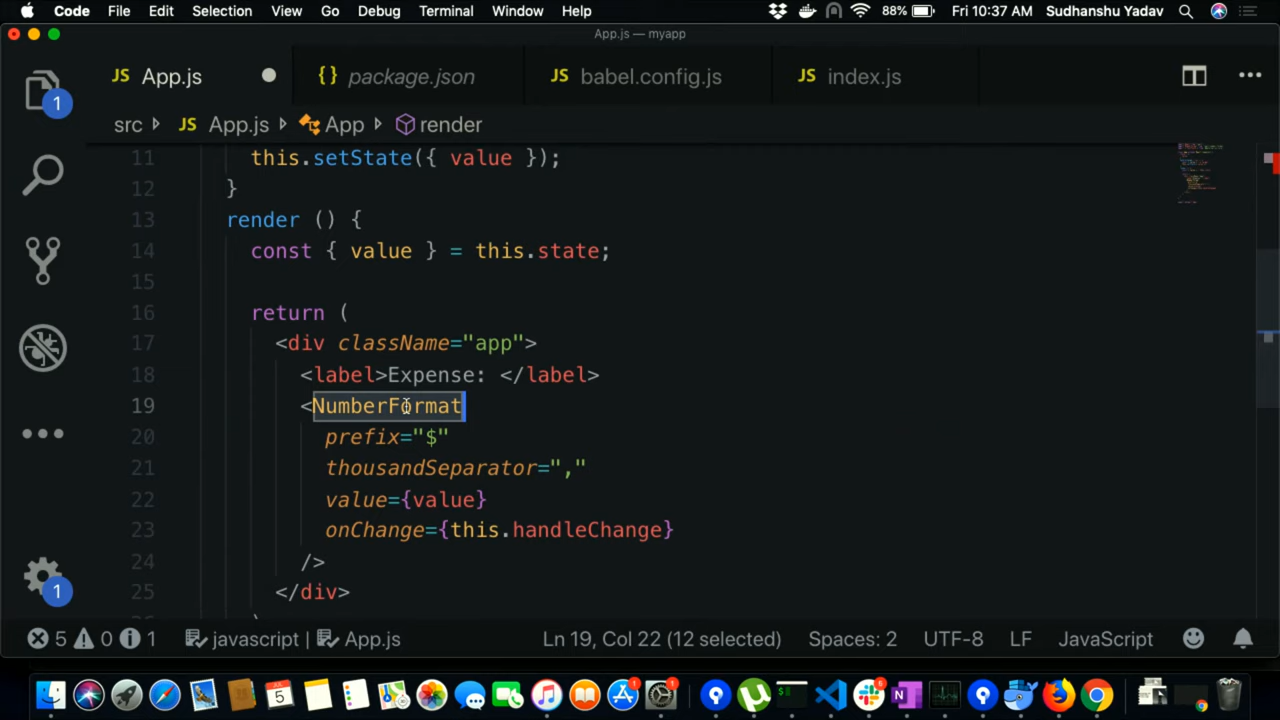 Code File Edit Selection View Go Debug Terminal Window Help 88% Fri 10:37 AM Sudhanshu Yadav
App.js — myapp
JS App.js {} package.json JS babel.config.js JS index.js
1
src JS App.js App render
11 this.setState({ value });
12 }
13 render () {
14 const { value } = this.state;
15
16 return (
17 <div className="app">
18 <label>Expense: </label>
19 <NumberFormat
20 prefix="$"
21 thousandSeparator=","
22 value={value}
23 onChange={this.handleChange}
24 />
25 </div>
1
5 0 1 javascript App.js Ln 19, Col 22 (12 selected) Spaces: 2 UTF-8 LF JavaScript
5